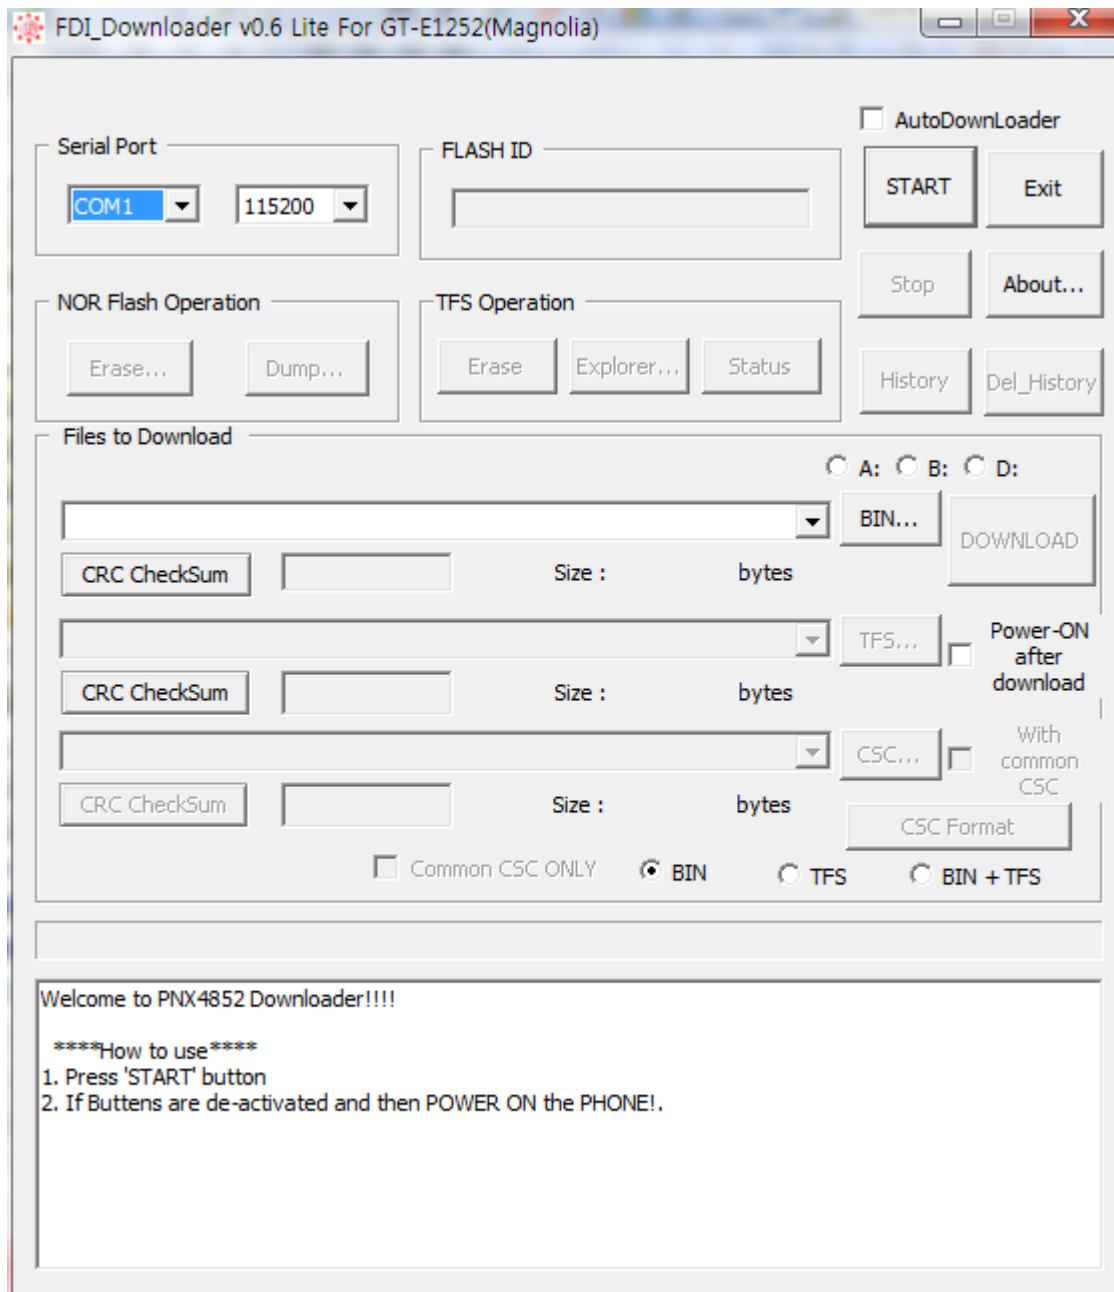 FDI_Downloader v0.6 Lite For GT-E1252(Magnolia)
AutoDownLoader
Serial Port
FLASH ID
COM1
115200
START
Exit
Stop
About...
NOR Flash Operation
TFS Operation
Erase...
Dump...
Erase
Explorer...
Status
History
Del_History
Files to Download
A:
B:
D:
BIN...
DOWNLOAD
CRC CheckSum
Size :
bytes
TFS...
Power-ON
after
download
CRC CheckSum
Size :
bytes
CSC...
With
common
CSC
CRC CheckSum
Size :
bytes
CSC Format
Common CSC ONLY
BIN
TFS
BIN + TFS
Welcome to PNX4852 Downloader!!!!
****How to use****
1. Press 'START' button
2. If Buttens are de-activated and then POWER ON the PHONE!.